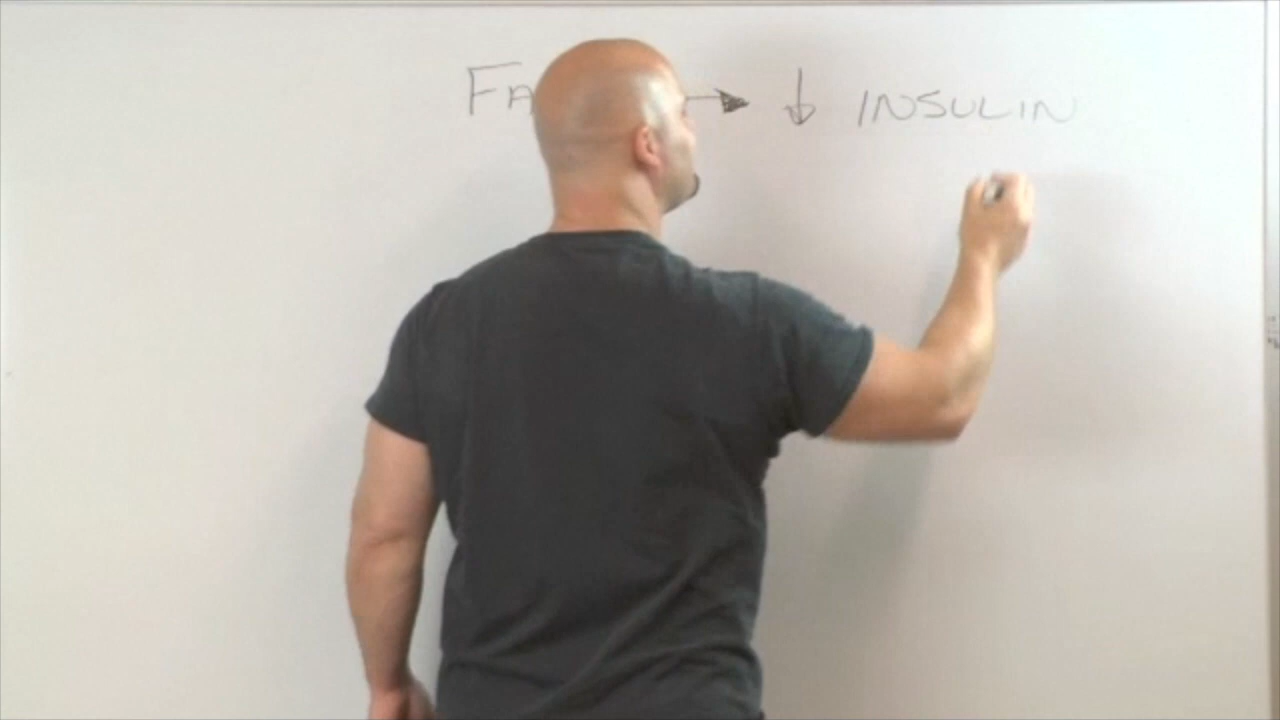 FA → ↓ INSULIN